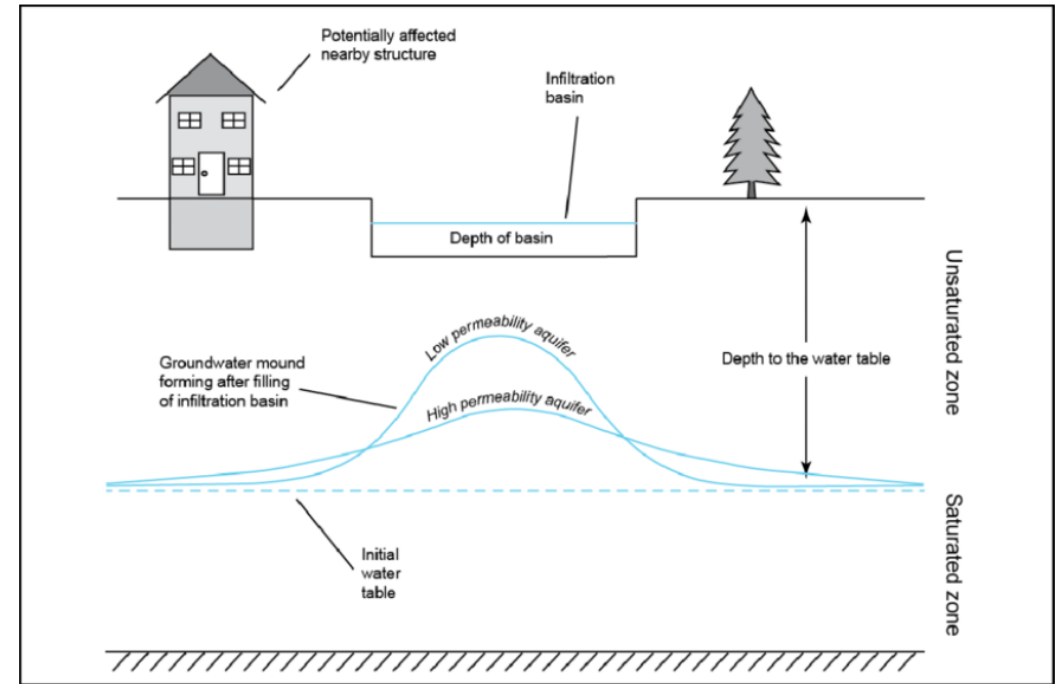 Potentially affected
nearby structure
Infiltration
basin
Depth of basin
Low permeability aquifer
Groundwater mound
forming after filling
of infiltration basin
High permeability aquifer
Depth to the water table
Unsaturated zone
Initial
water
table
Saturated zone